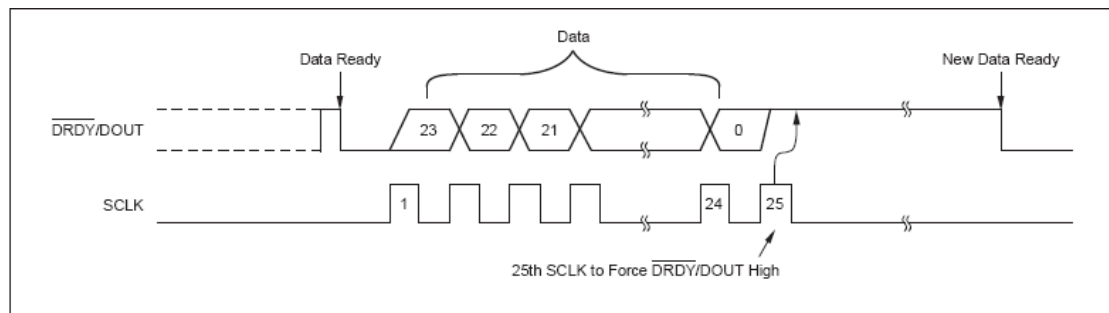 Data
Data Ready
New Data Ready
DRDY/DOUT
23 22 21 0
SCLK
1 24 25
25th SCLK to Force DRDY/DOUT High